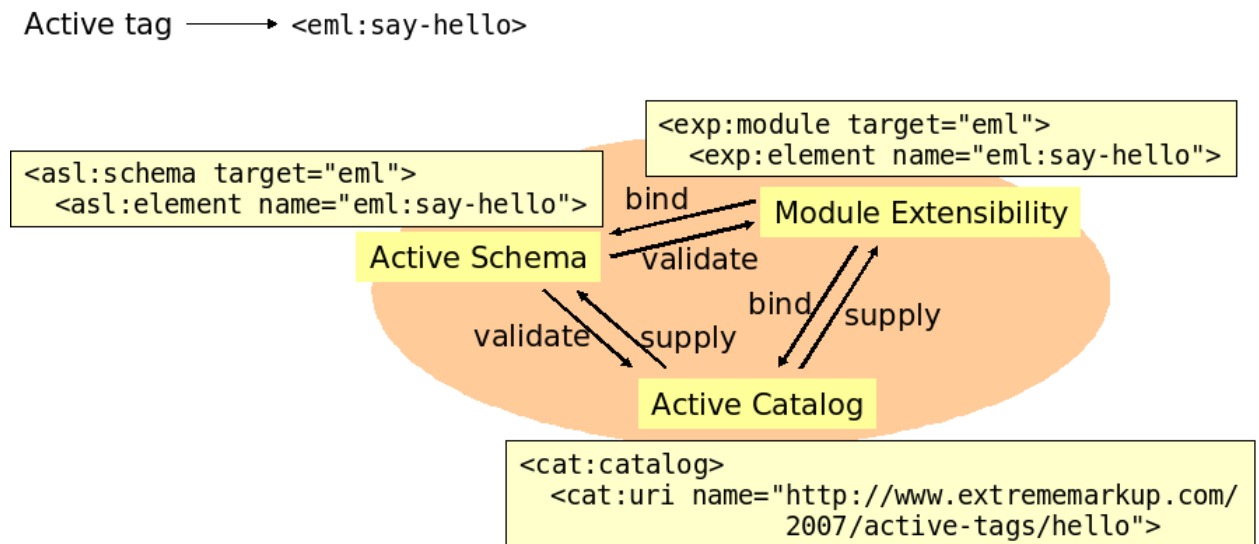 Active tag <eml:say-hello>
<exp:module target="eml">
<exp:element name="eml:say-hello">
<asl:schema target="eml">
<asl:element name="eml:say-hello">
bind
Module Extensibility
Active Schema
validate
bind
supply
validate
supply
Active Catalog
<cat:catalog>
<cat:uri name="http://www.extrememarkup.com/
2007/active-tags/hello">